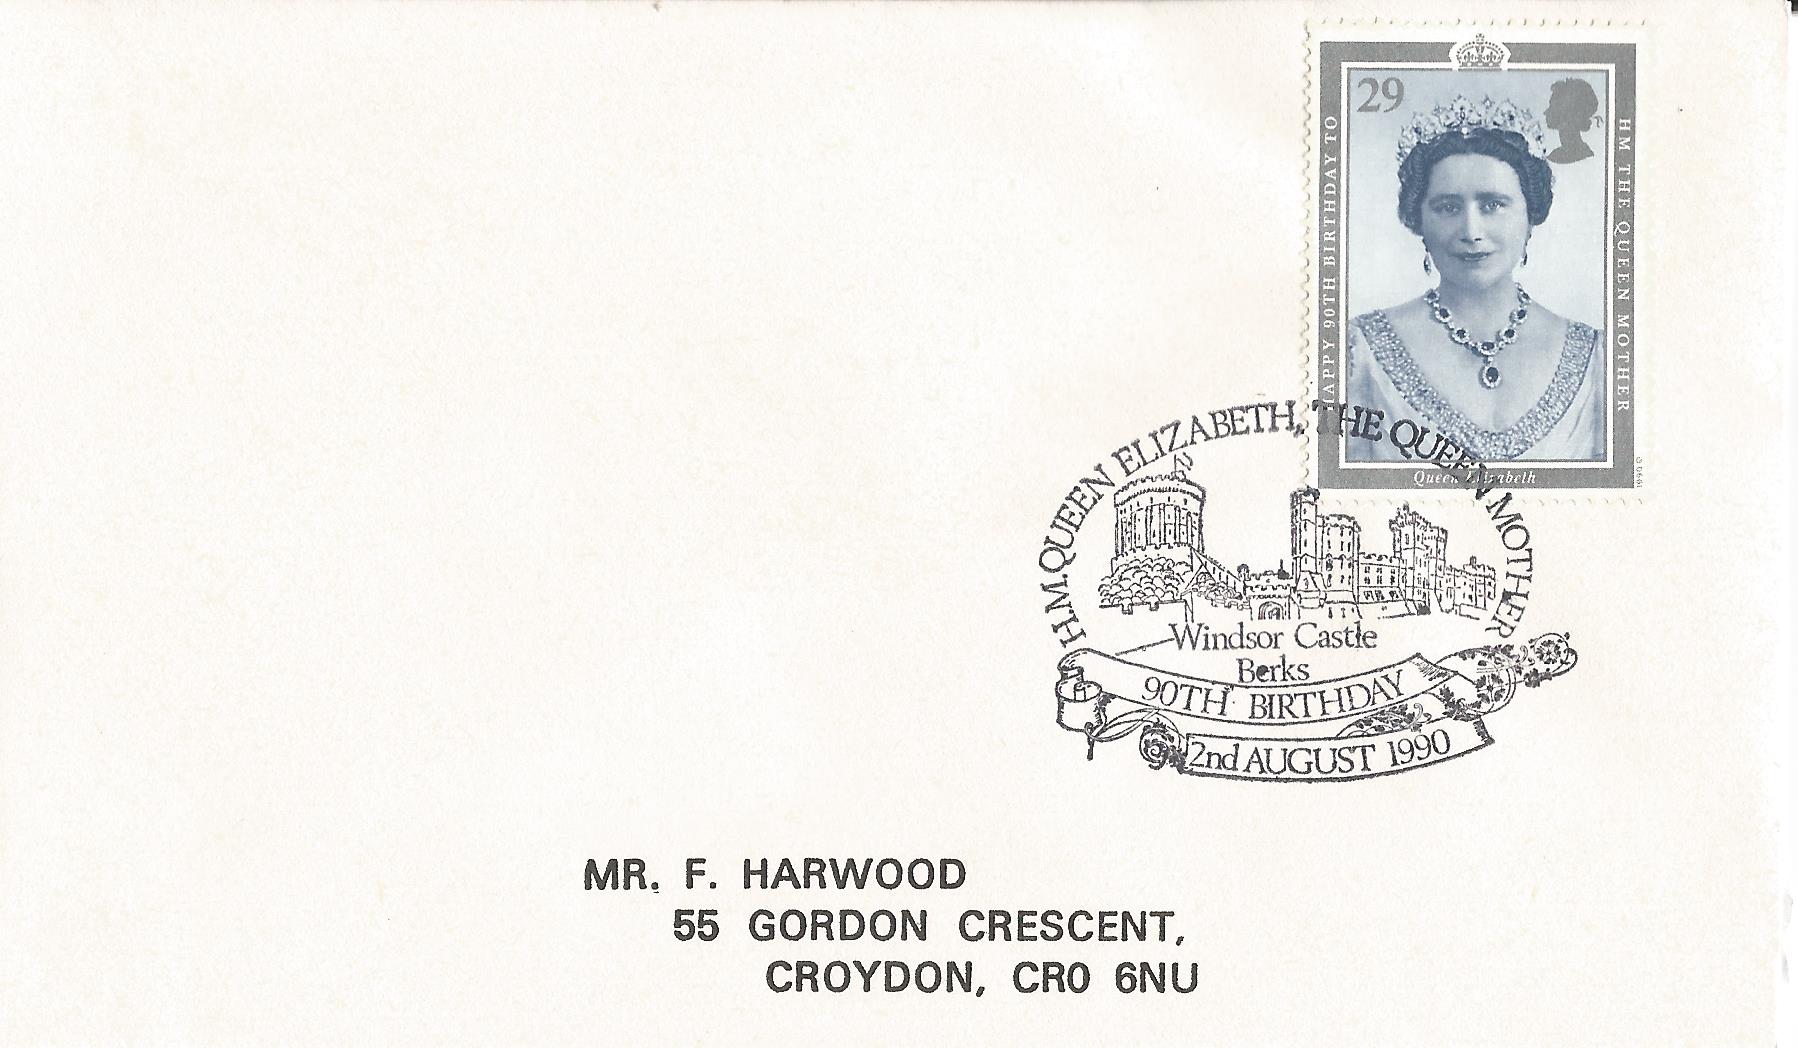 29
HAPPY 90TH BIRTHDAY TO
HM THE QUEEN MOTHER
Queen Elizabeth
1990 ©
H.M. QUEEN ELIZABETH, THE QUEEN MOTHER
Windsor Castle
Berks
90TH BIRTHDAY
2nd AUGUST 1990
MR. F. HARWOOD
55 GORDON CRESCENT,
CROYDON, CR0 6NU